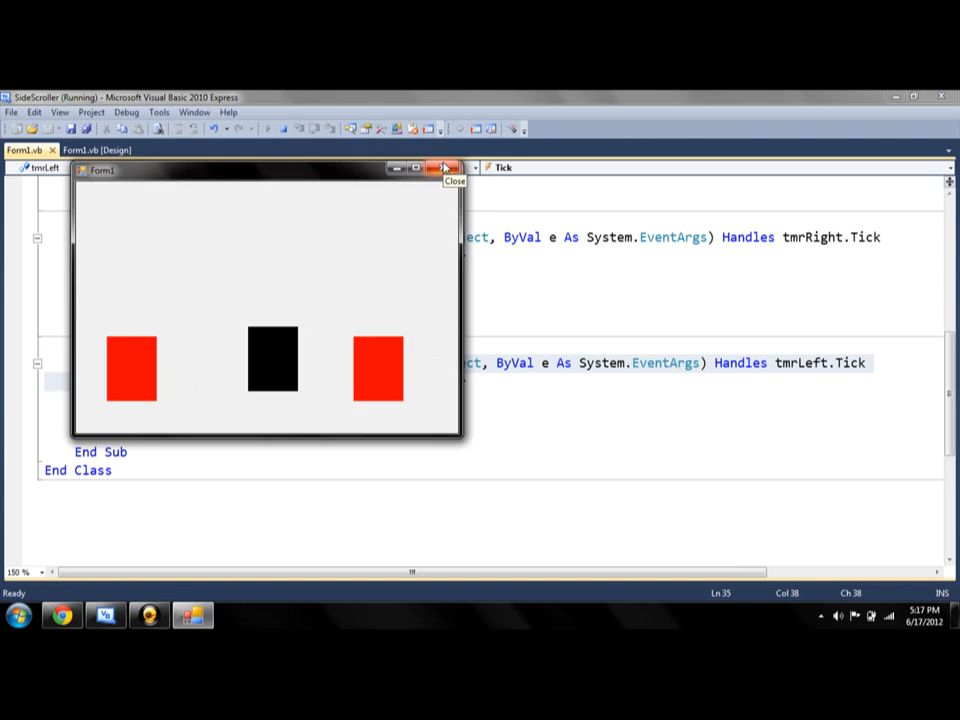 SideScroller (Running) - Microsoft Visual Basic 2010 Express
File Edit View Project Debug Tools Window Help
Form1.vb Form1.vb [Design]
tmrLeft Tick
Form1
Close
ect, ByVal e As System.EventArgs) Handles tmrRight.Tick
ct, ByVal e As System.EventArgs) Handles tmrLeft.Tick
End Sub
End Class
150 %
Ready Ln 35 Col 38 Ch 38 INS
5:17 PM
6/17/2012